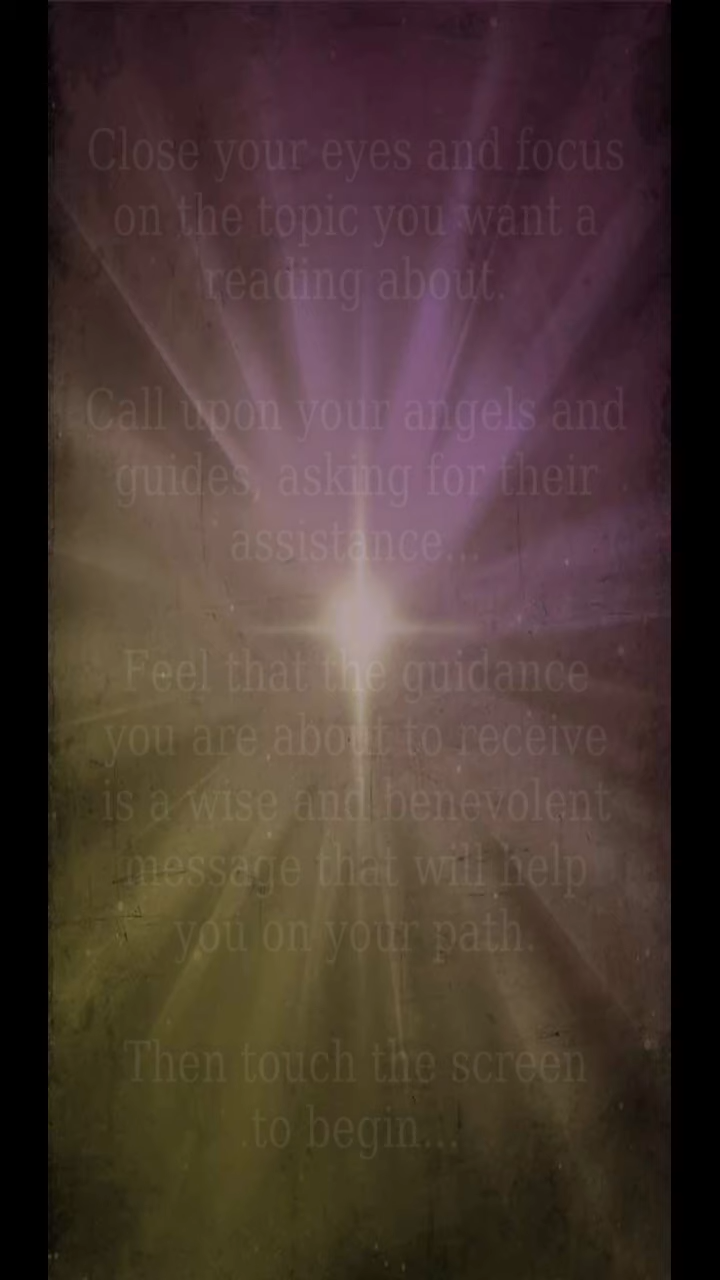 Close your eyes and focus
on the topic you want a
reading about.
Call upon your angels and
guides, asking for their
assistance...
Feel that the guidance
you are about to receive
is a wise and benevolent
message that will help
you on your path.
Then touch the screen
to begin...